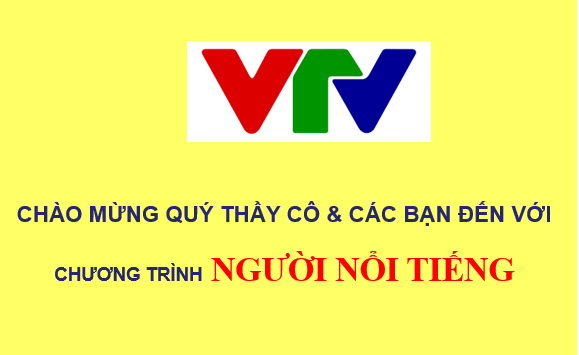 VTV
CHÀO MỪNG QUÝ THẦY CÔ & CÁC BẠN ĐẾN VỚI
CHƯƠNG TRÌNH NGƯỜI NỔI TIẾNG